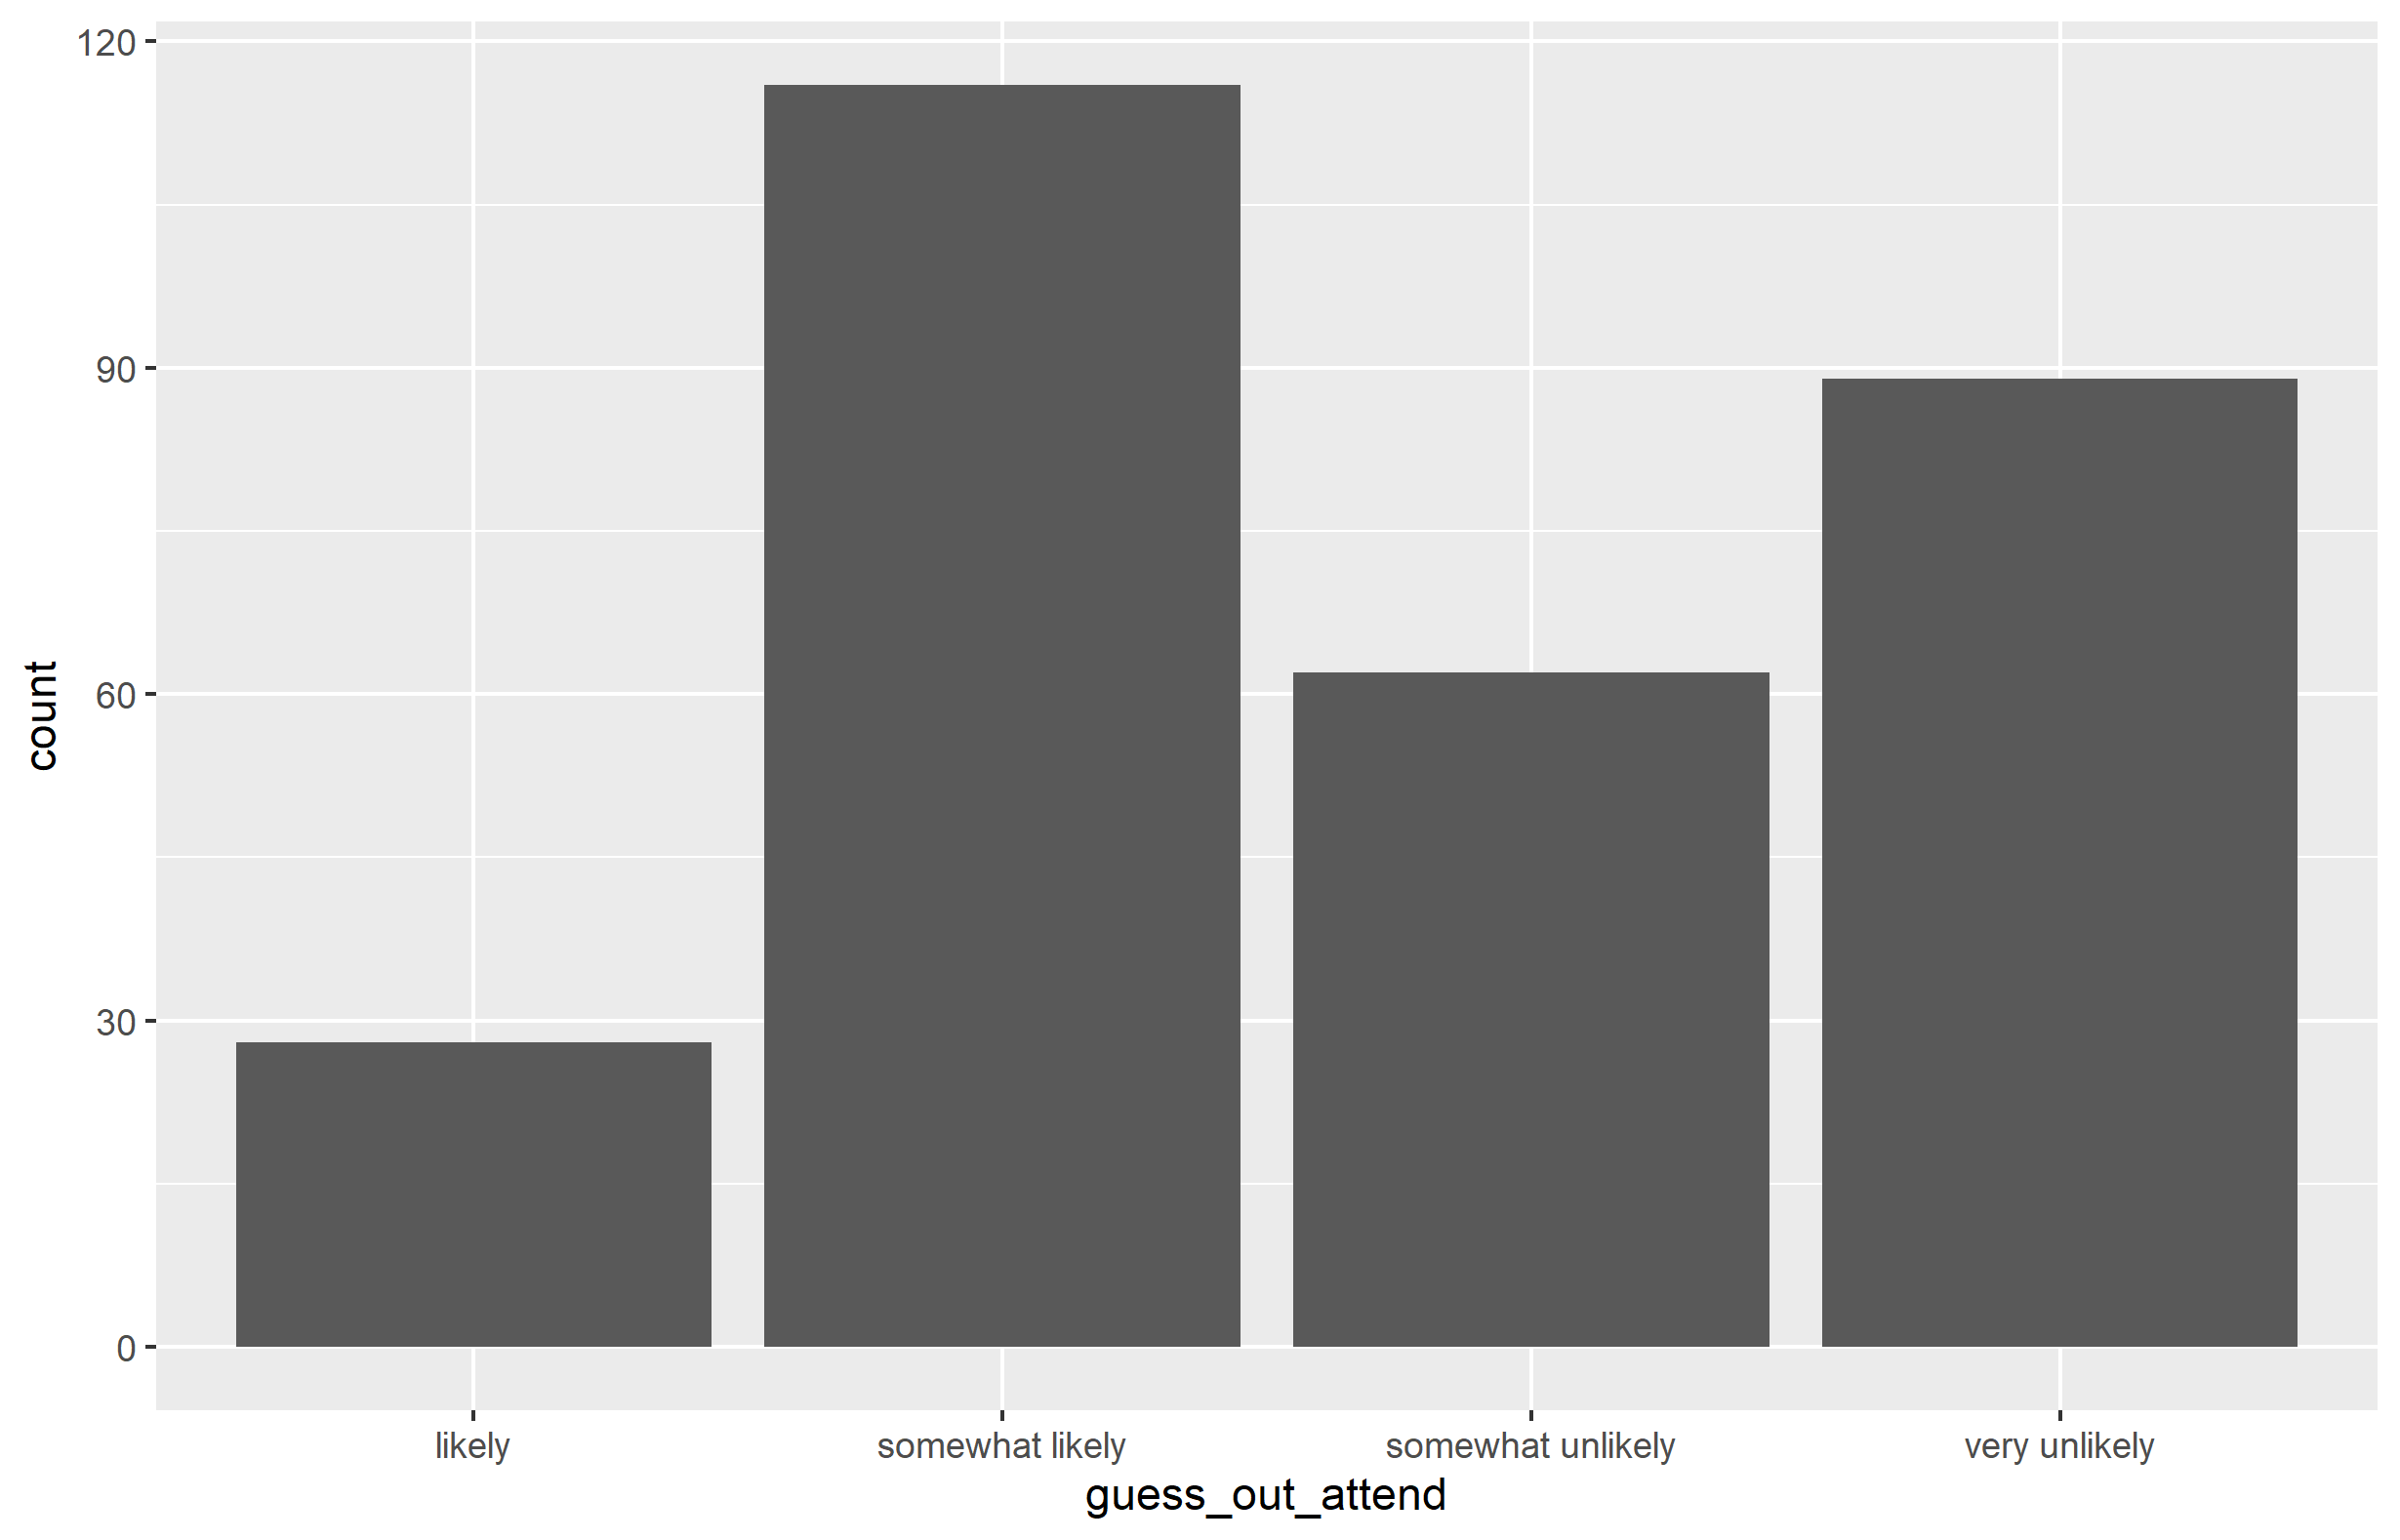 120
90
60
30
0
count
likely
somewhat likely
somewhat unlikely
very unlikely
guess_out_attend